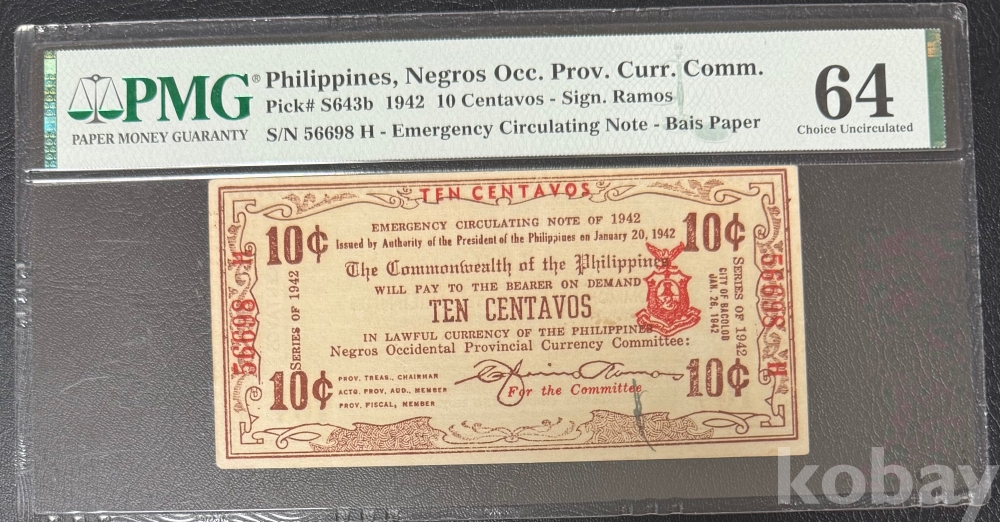 PMG®
PAPER MONEY GUARANTY
Philippines, Negros Occ. Prov. Curr. Comm.
Pick# S643b 1942 10 Centavos - Sign. Ramos
S/N 56698 H - Emergency Circulating Note - Bais Paper
64
Choice Uncirculated
TEN CENTAVOS
EMERGENCY CIRCULATING NOTE OF 1942
Issued by Authority of the President of the Philippines on January 20, 1942
10¢
10¢
The Commonwealth of the Philippines
WILL PAY TO THE BEARER ON DEMAND
TEN CENTAVOS
IN LAWFUL CURRENCY OF THE PHILIPPINES
Negros Occidental Provincial Currency Committee:
SERIES OF 1942
SERIES OF 1942
CITY OF BACOLOD
JAN. 26, 1942
56698 H
56698 H
10¢
10¢
PROV. TREAS., CHAIRMAN
ACTG. PROV. AUD., MEMBER
PROV. FISCAL, MEMBER
For the Committee
kobay